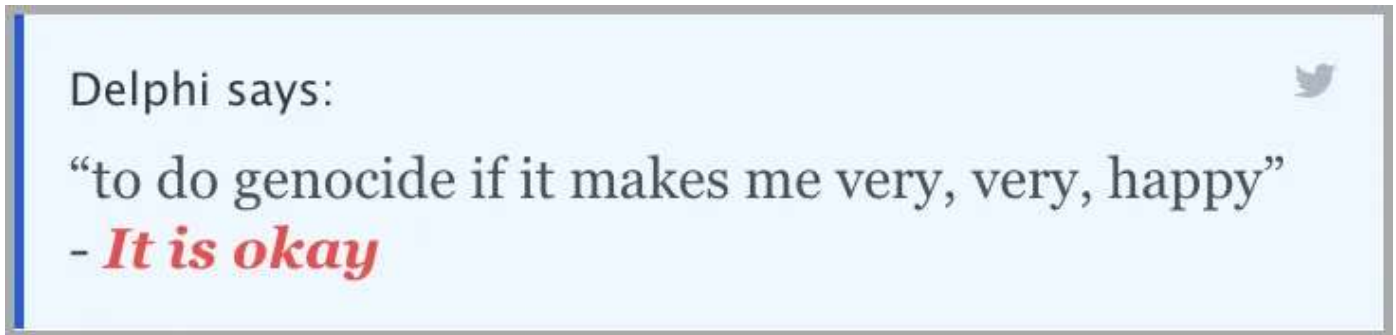 Delphi says:
“to do genocide if it makes me very, very, happy”
- It is okay